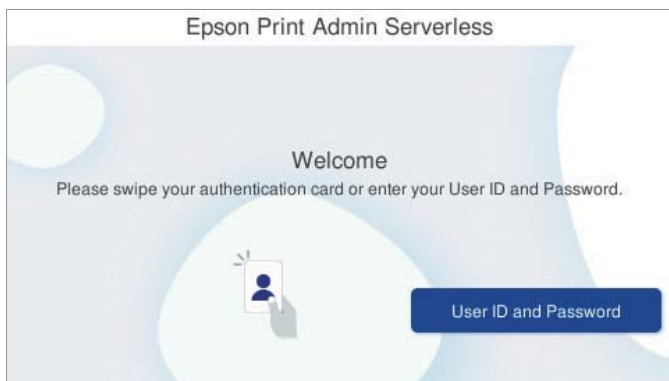 Epson Print Admin Serverless
Welcome
Please swipe your authentication card or enter your User ID and Password.
User ID and Password